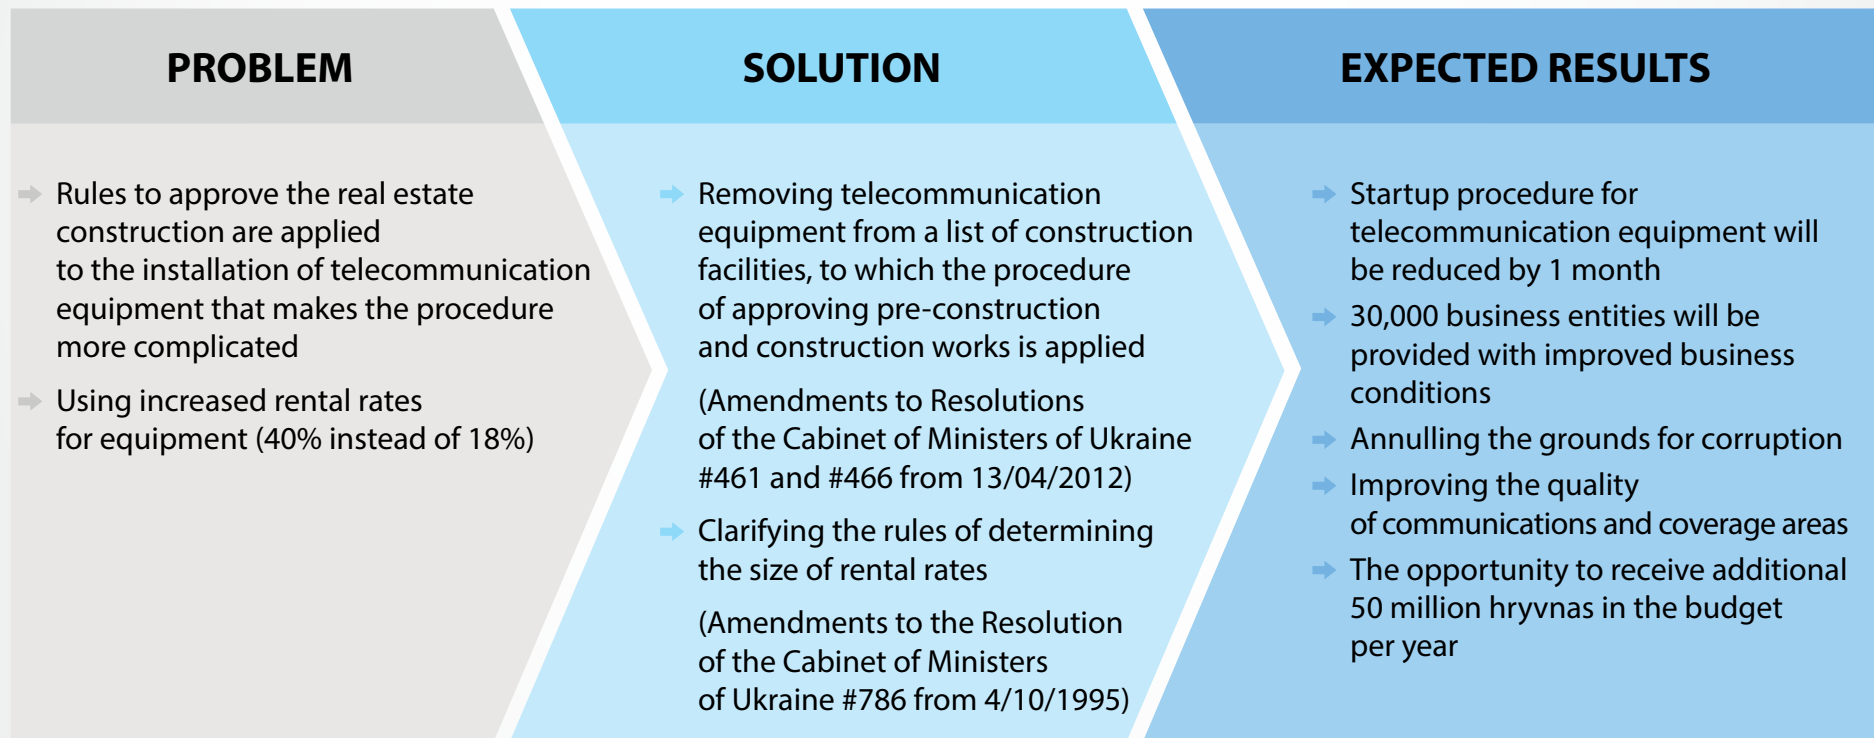 PROBLEM
Rules to approve the real estate
construction are applied
to the installation of telecommunication
equipment that makes the procedure
more complicated
Using increased rental rates
for equipment (40% instead of 18%)
SOLUTION
Removing telecommunication
equipment from a list of construction
facilities, to which the procedure
of approving pre-construction
and construction works is applied
(Amendments to Resolutions
of the Cabinet of Ministers of Ukraine
#461 and #466 from 13/04/2012)
Clarifying the rules of determining
the size of rental rates
(Amendments to the Resolution
of the Cabinet of Ministers
of Ukraine #786 from 4/10/1995)
EXPECTED RESULTS
Startup procedure for
telecommunication equipment will
be reduced by 1 month
30,000 business entities will be
provided with improved business
conditions
Annulling the grounds for corruption
Improving the quality
of communications and coverage areas
The opportunity to receive additional
50 million hryvnas in the budget
per year